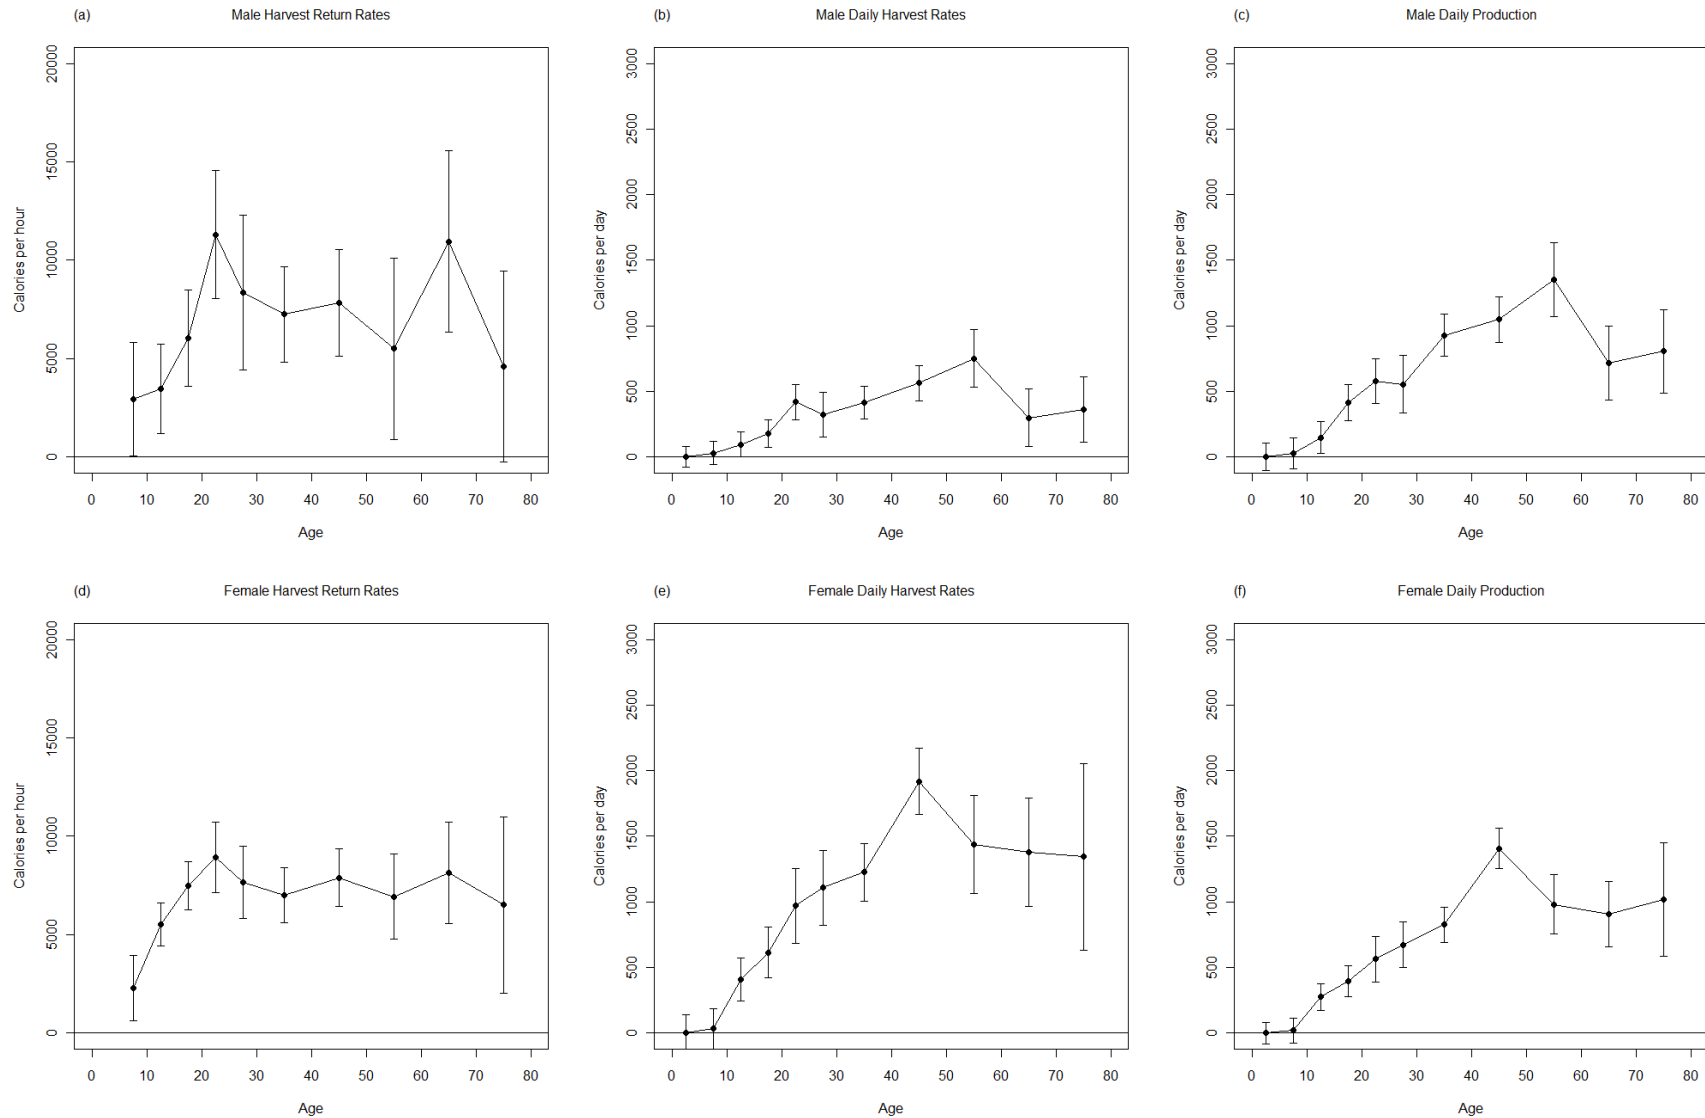 (a) Male Harvest Return Rates
Calories per hour
20000
15000
10000
5000
0
0 10 20 30 40 50 60 70 80
Age
(b) Male Daily Harvest Rates
Calories per day
3000
2500
2000
1500
1000
500
0
0 10 20 30 40 50 60 70 80
Age
(c) Male Daily Production
Calories per day
3000
2500
2000
1500
1000
500
0
0 10 20 30 40 50 60 70 80
Age
(d) Female Harvest Return Rates
Calories per hour
20000
15000
10000
5000
0
0 10 20 30 40 50 60 70 80
Age
(e) Female Daily Harvest Rates
Calories per day
3000
2500
2000
1500
1000
500
0
0 10 20 30 40 50 60 70 80
Age
(f) Female Daily Production
Calories per day
3000
2500
2000
1500
1000
500
0
0 10 20 30 40 50 60 70 80
Age